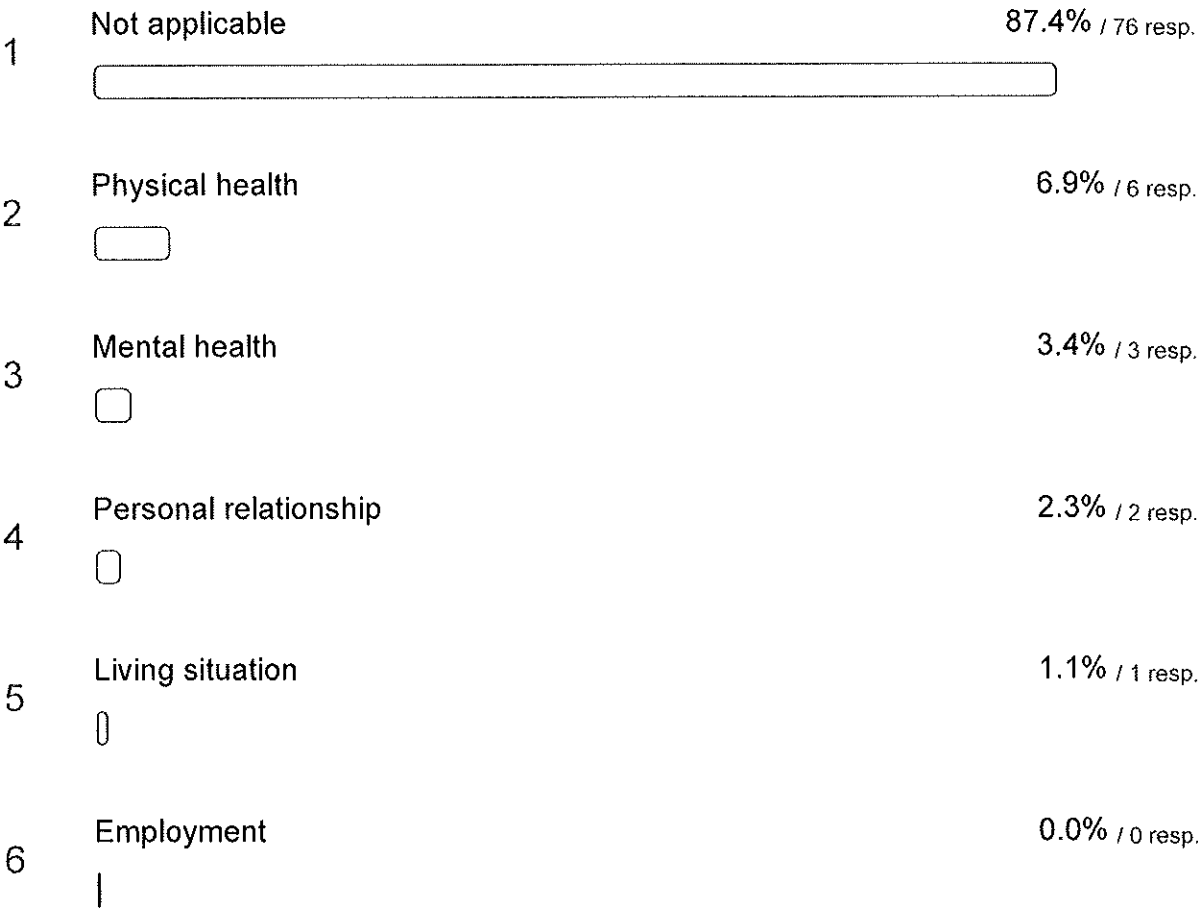 1 Not applicable 87.4% / 76 resp.
2 Physical health 6.9% / 6 resp.
3 Mental health 3.4% / 3 resp.
4 Personal relationship 2.3% / 2 resp.
5 Living situation 1.1% / 1 resp.
6 Employment 0.0% / 0 resp.